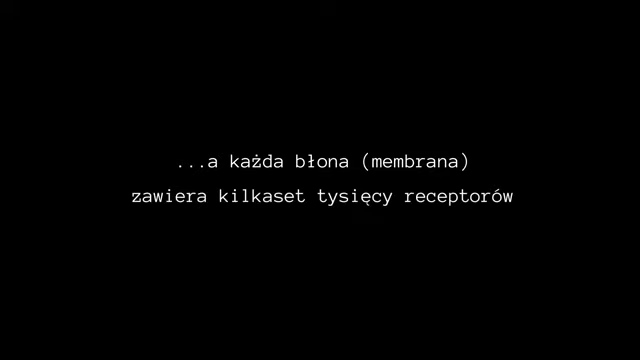 ...a każda błona (membrana)
zawiera kilkaset tysięcy receptorów